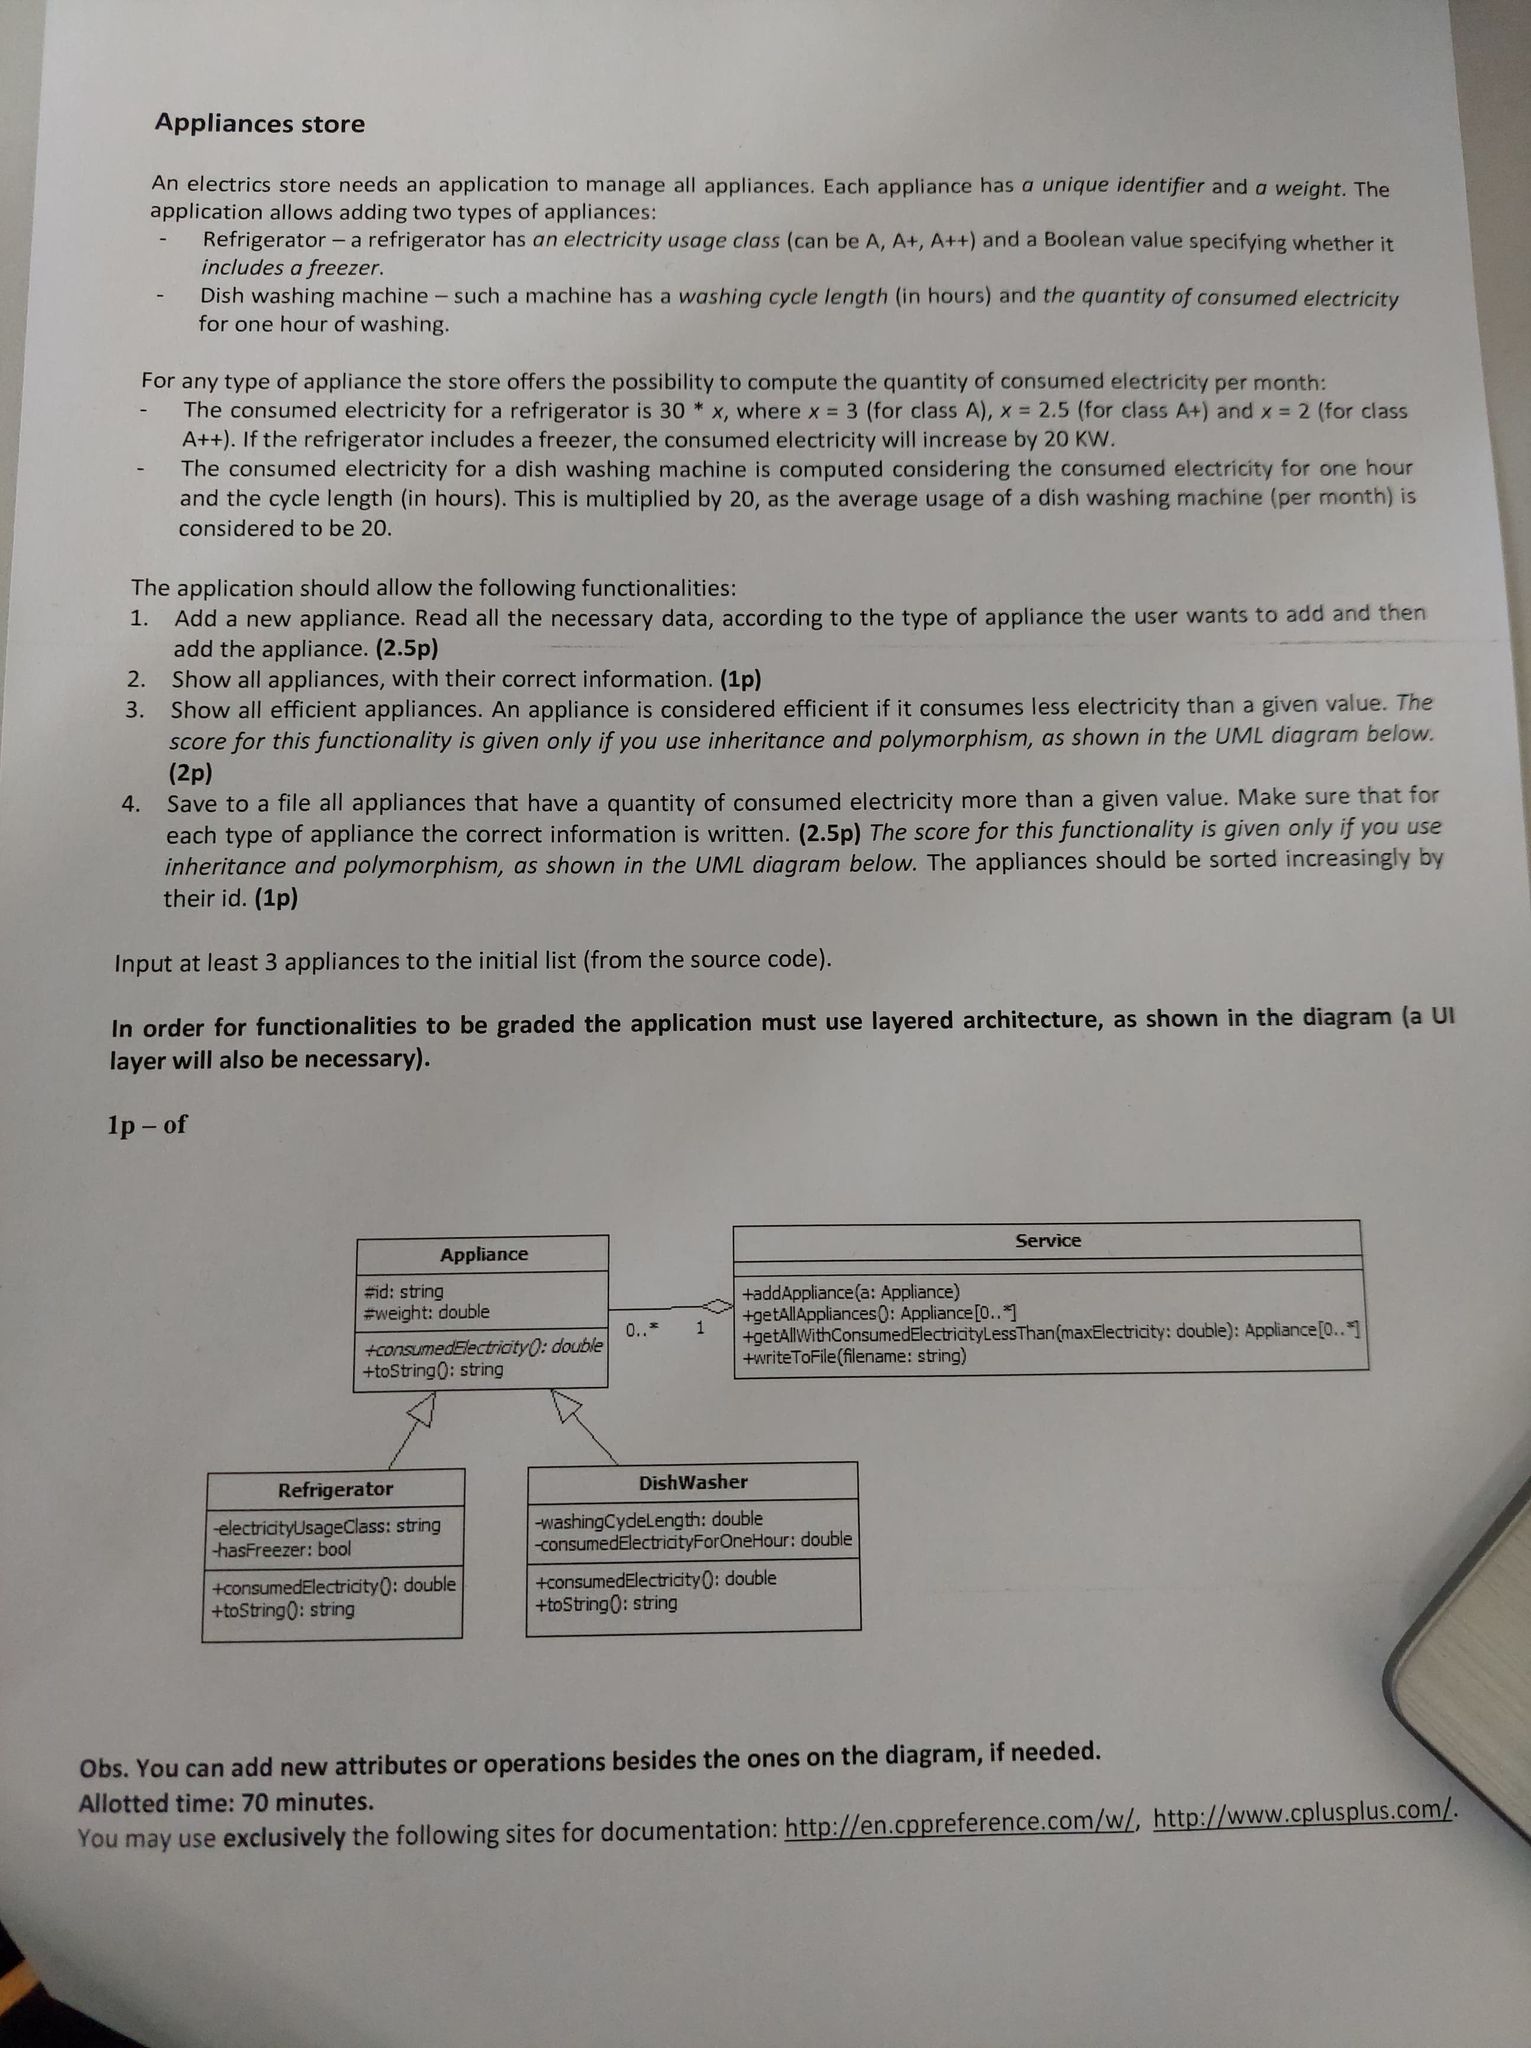 Appliances store
An electrics store needs an application to manage all appliances. Each appliance has a unique identifier and a weight. The
application allows adding two types of appliances:
- Refrigerator – a refrigerator has an electricity usage class (can be A, A+, A++) and a Boolean value specifying whether it
includes a freezer.
- Dish washing machine – such a machine has a washing cycle length (in hours) and the quantity of consumed electricity
for one hour of washing.
For any type of appliance the store offers the possibility to compute the quantity of consumed electricity per month:
- The consumed electricity for a refrigerator is 30 * x, where x = 3 (for class A), x = 2.5 (for class A+) and x = 2 (for class
A++). If the refrigerator includes a freezer, the consumed electricity will increase by 20 KW.
- The consumed electricity for a dish washing machine is computed considering the consumed electricity for one hour
and the cycle length (in hours). This is multiplied by 20, as the average usage of a dish washing machine (per month) is
considered to be 20.
The application should allow the following functionalities:
1. Add a new appliance. Read all the necessary data, according to the type of appliance the user wants to add and then
add the appliance. (2.5p)
2. Show all appliances, with their correct information. (1p)
3. Show all efficient appliances. An appliance is considered efficient if it consumes less electricity than a given value. The
score for this functionality is given only if you use inheritance and polymorphism, as shown in the UML diagram below.
(2p)
4. Save to a file all appliances that have a quantity of consumed electricity more than a given value. Make sure that for
each type of appliance the correct information is written. (2.5p) The score for this functionality is given only if you use
inheritance and polymorphism, as shown in the UML diagram below. The appliances should be sorted increasingly by
their id. (1p)
Input at least 3 appliances to the initial list (from the source code).
In order for functionalities to be graded the application must use layered architecture, as shown in the diagram (a UI
layer will also be necessary).
1p – of
Appliance
#id: string
#weight: double
+consumedElectricity(): double
+toString(): string
0..*
1
Service
+addAppliance(a: Appliance)
+getAllAppliances(): Appliance[0..*]
+getAllWithConsumedElectricityLessThan(maxElectricity: double): Appliance[0..*]
+writeToFile(filename: string)
Refrigerator
-electricityUsageClass: string
-hasFreezer: bool
+consumedElectricity(): double
+toString(): string
DishWasher
-washingCycleLength: double
-consumedElectricityForOneHour: double
+consumedElectricity(): double
+toString(): string
Obs. You can add new attributes or operations besides the ones on the diagram, if needed.
Allotted time: 70 minutes.
You may use exclusively the following sites for documentation: http://en.cppreference.com/w/, http://www.cplusplus.com/.